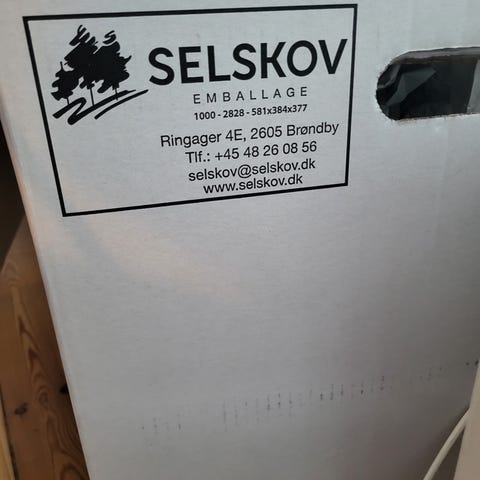 SELSKOV
EMBALLAGE
1000 - 2828 - 581x384x377
Ringager 4E, 2605 Brøndby
Tlf.: +45 48 26 08 56
selskov@selskov.dk
www.selskov.dk